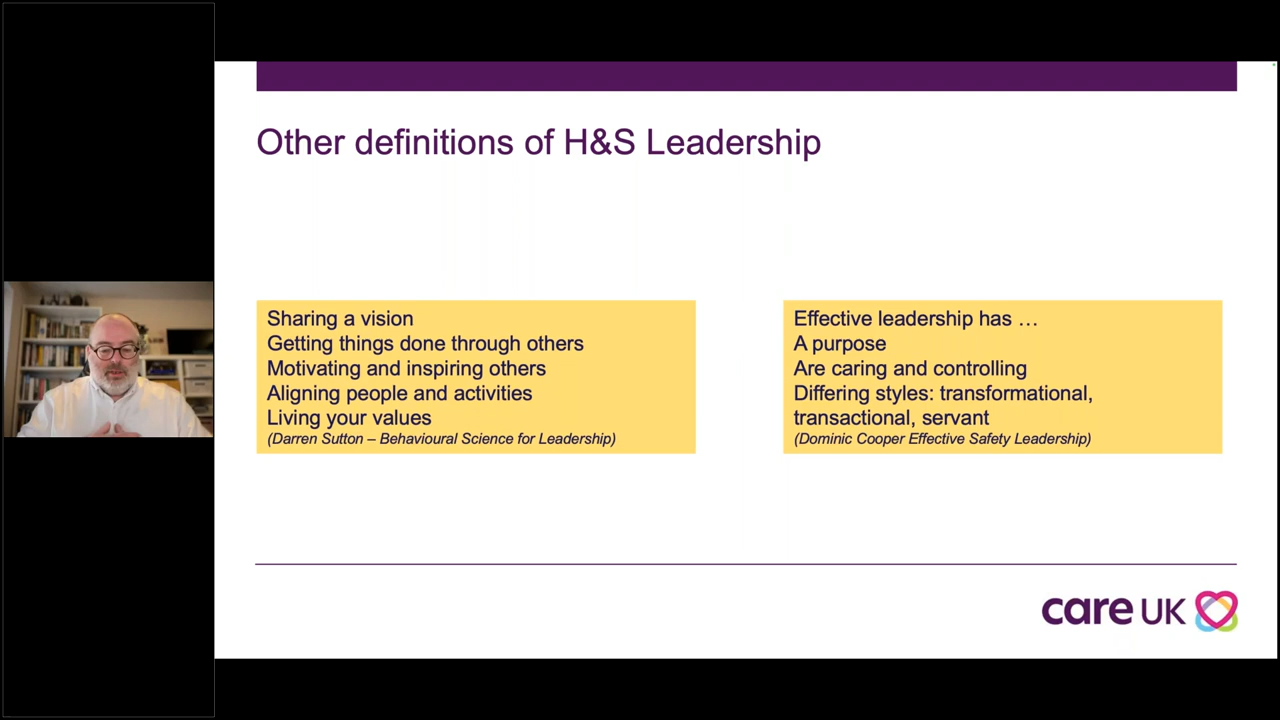 Other definitions of H&S Leadership
Sharing a vision
Getting things done through others
Motivating and inspiring others
Aligning people and activities
Living your values
(Darren Sutton – Behavioural Science for Leadership)
Effective leadership has …
A purpose
Are caring and controlling
Differing styles: transformational,
transactional, servant
(Dominic Cooper Effective Safety Leadership)
care UK